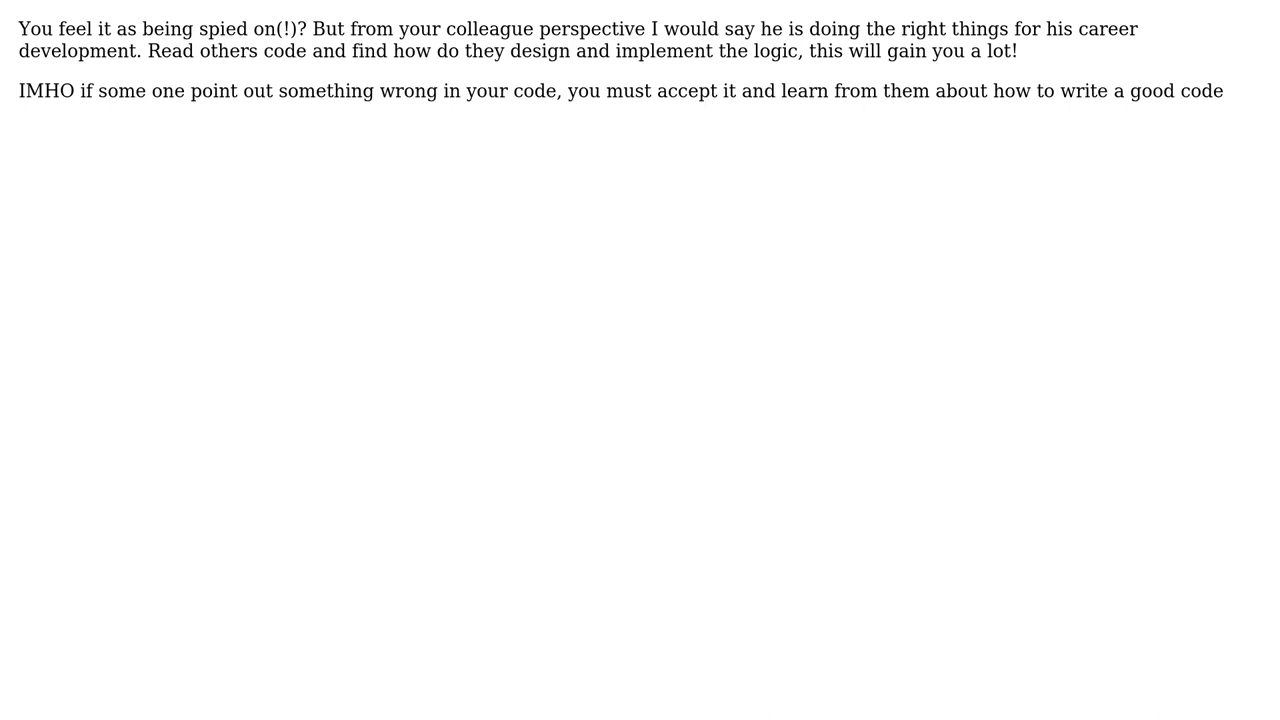 You feel it as being spied on(!)? But from your colleague perspective I would say he is doing the right things for his career
development. Read others code and find how do they design and implement the logic, this will gain you a lot!
IMHO if some one point out something wrong in your code, you must accept it and learn from them about how to write a good code